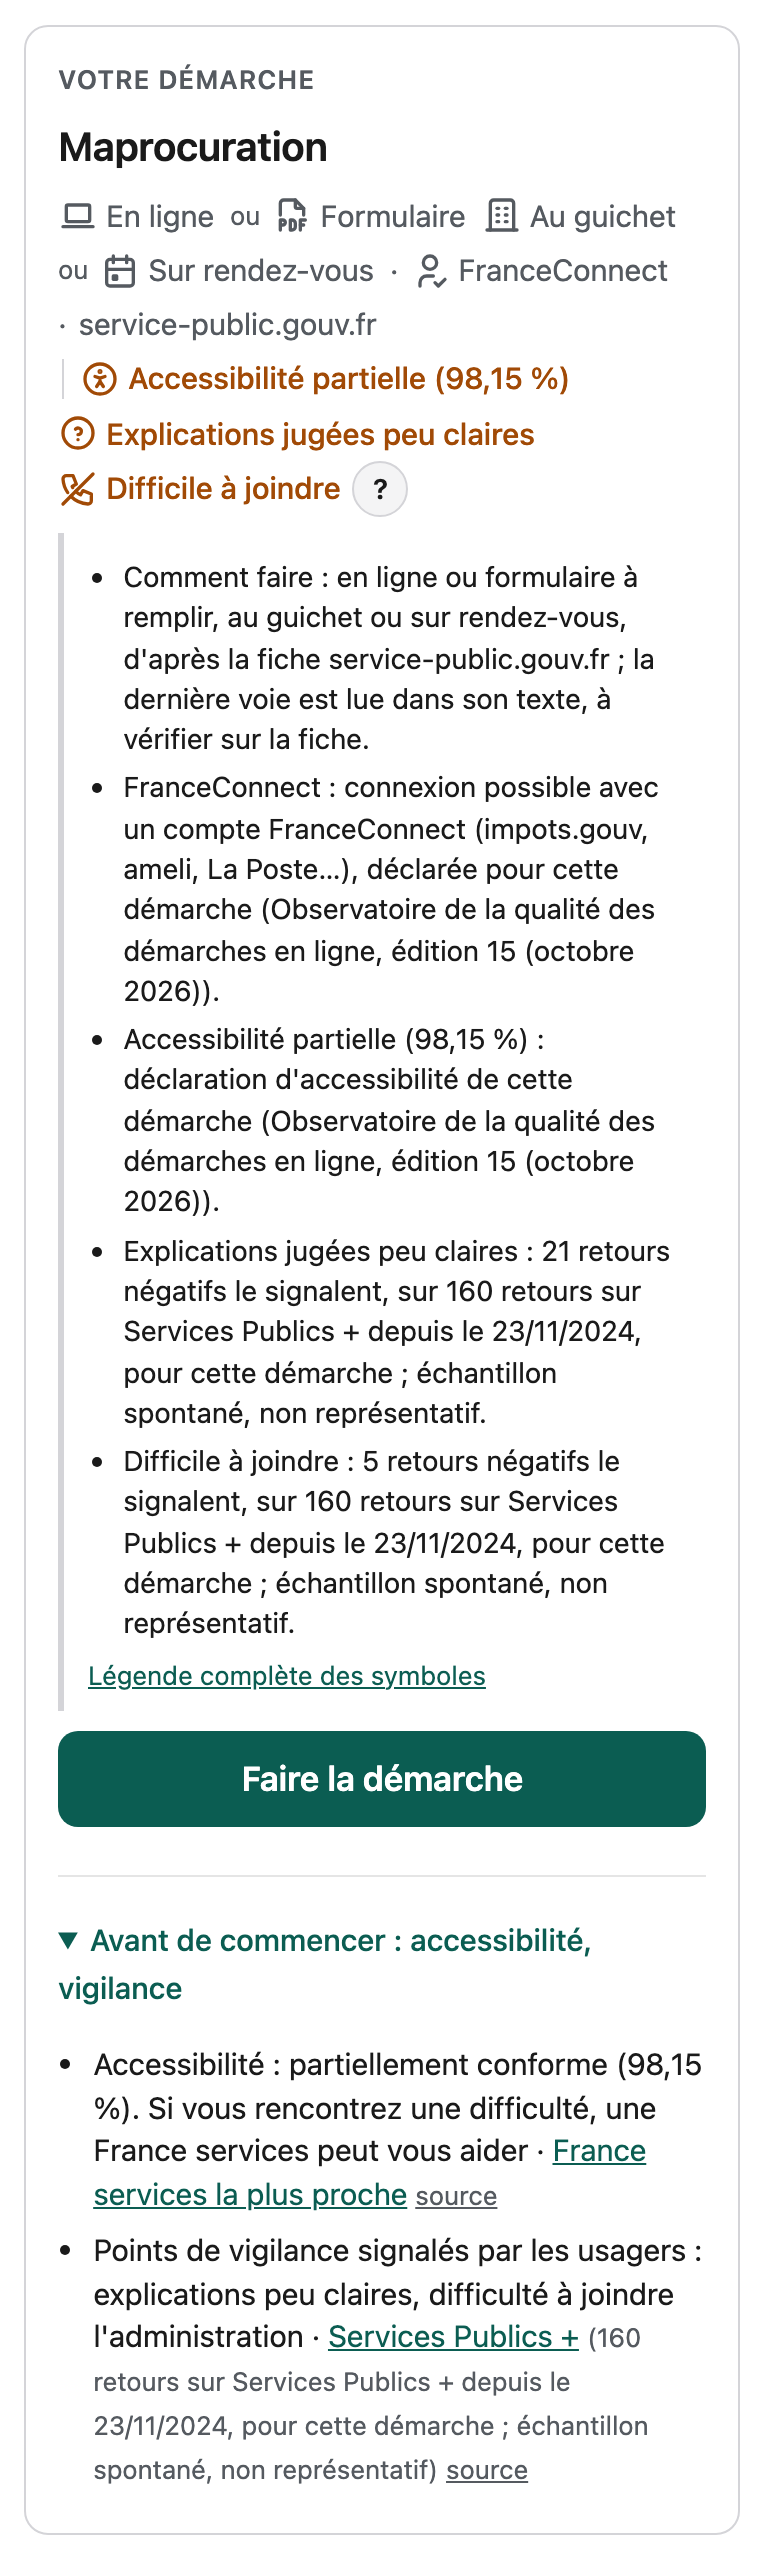 VOTRE DÉMARCHE
Maprocuration
En ligne ou PDF Formulaire Au guichet
ou Sur rendez-vous · FranceConnect
· service-public.gouv.fr
Accessibilité partielle (98,15 %)
? Explications jugées peu claires
Difficile à joindre ?
• Comment faire : en ligne ou formulaire à
remplir, au guichet ou sur rendez-vous,
d'après la fiche service-public.gouv.fr ; la
dernière voie est lue dans son texte, à
vérifier sur la fiche.
• FranceConnect : connexion possible avec
un compte FranceConnect (impots.gouv,
ameli, La Poste…), déclarée pour cette
démarche (Observatoire de la qualité des
démarches en ligne, édition 15 (octobre
2026)).
• Accessibilité partielle (98,15 %) :
déclaration d'accessibilité de cette
démarche (Observatoire de la qualité des
démarches en ligne, édition 15 (octobre
2026)).
• Explications jugées peu claires : 21 retours
négatifs le signalent, sur 160 retours sur
Services Publics + depuis le 23/11/2024,
pour cette démarche ; échantillon
spontané, non représentatif.
• Difficile à joindre : 5 retours négatifs le
signalent, sur 160 retours sur Services
Publics + depuis le 23/11/2024, pour cette
démarche ; échantillon spontané, non
représentatif.
Légende complète des symboles
Faire la démarche
▼ Avant de commencer : accessibilité,
vigilance
• Accessibilité : partiellement conforme (98,15
%). Si vous rencontrez une difficulté, une
France services peut vous aider · France
services la plus proche source
• Points de vigilance signalés par les usagers :
explications peu claires, difficulté à joindre
l'administration · Services Publics + (160
retours sur Services Publics + depuis le
23/11/2024, pour cette démarche ; échantillon
spontané, non représentatif) source